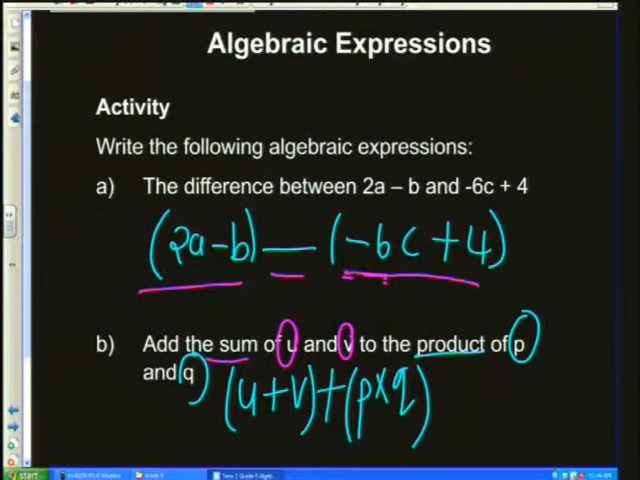 Algebraic Expressions
Activity
Write the following algebraic expressions:
a) The difference between 2a – b and -6c + 4
(2a-b) — (-6c+4)
b) Add the sum of u and v to the product of p
and q
(u+v)+(p×q)
start